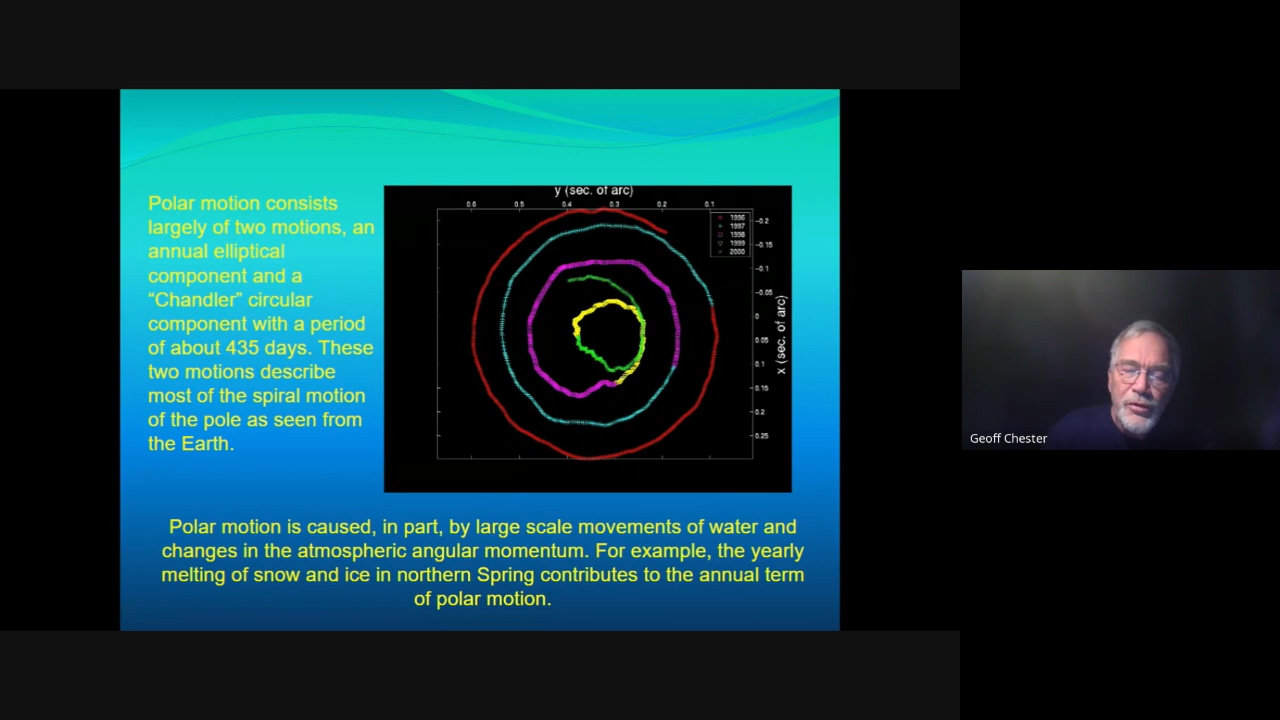 Polar motion consists
largely of two motions, an
annual elliptical
component and a
“Chandler” circular
component with a period
of about 435 days. These
two motions describe
most of the spiral motion
of the pole as seen from
the Earth.
y (sec. of arc)
0.6 0.5 0.4 0.3 0.2 0.1
1996
1997
1998
1999
2000
-0.2
-0.15
-0.1
-0.05
0
0.05
0.1
0.15
0.2
0.25
x (sec. of arc)
Polar motion is caused, in part, by large scale movements of water and
changes in the atmospheric angular momentum. For example, the yearly
melting of snow and ice in northern Spring contributes to the annual term
of polar motion.
Geoff Chester